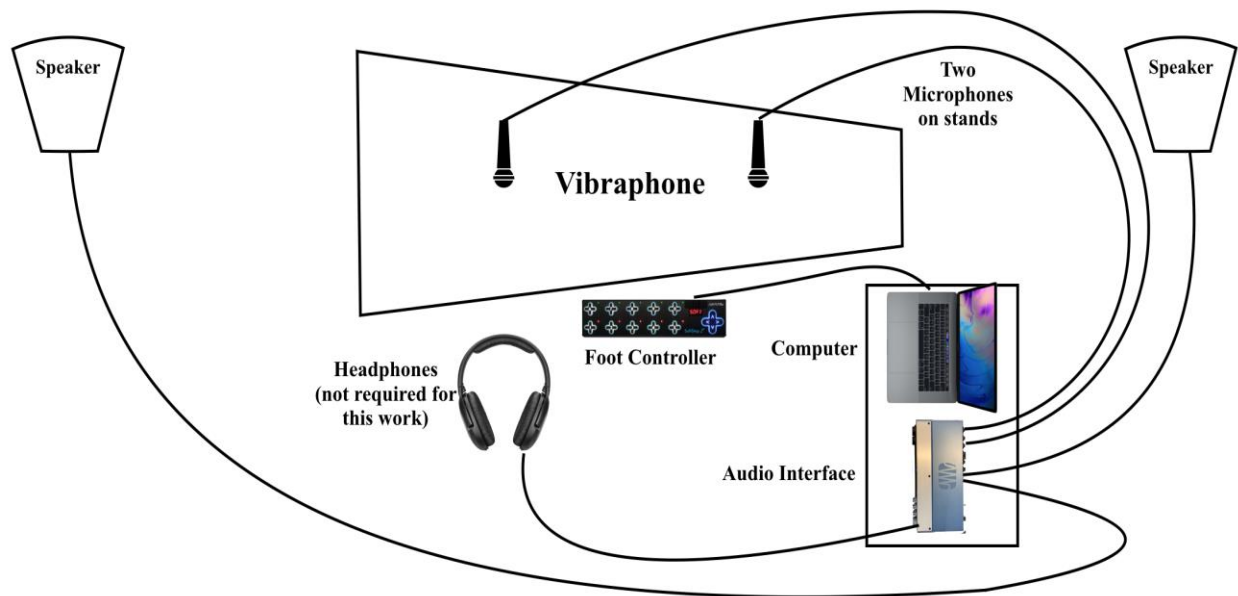 Speaker
Two
Microphones
on stands
Speaker
Vibraphone
Foot Controller
Computer
Headphones
(not required for
this work)
Audio Interface